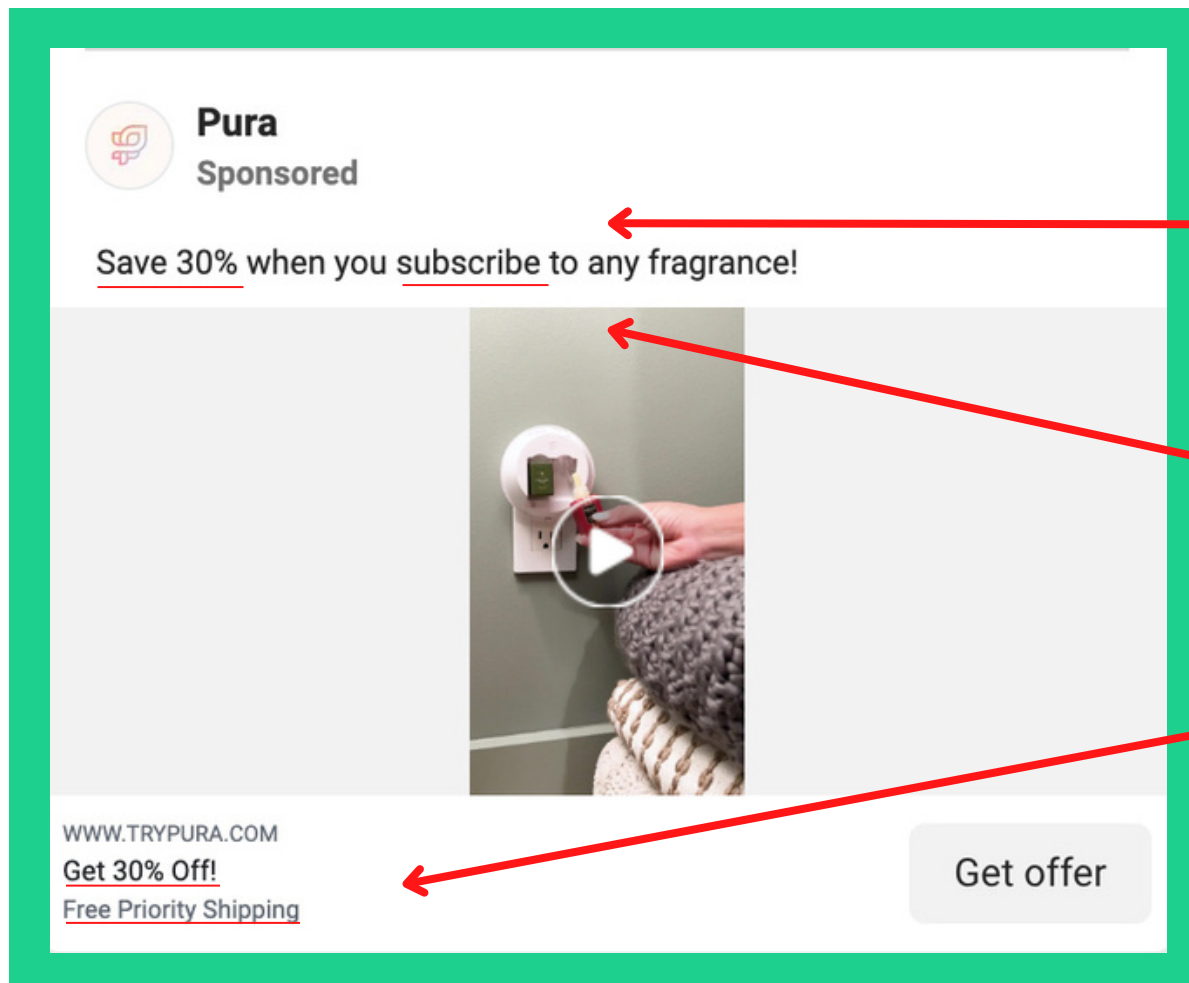 Pura
Sponsored
Save 30% when you subscribe to any fragrance!
WWW.TRYPURA.COM
Get 30% Off!
Free Priority Shipping
Get offer